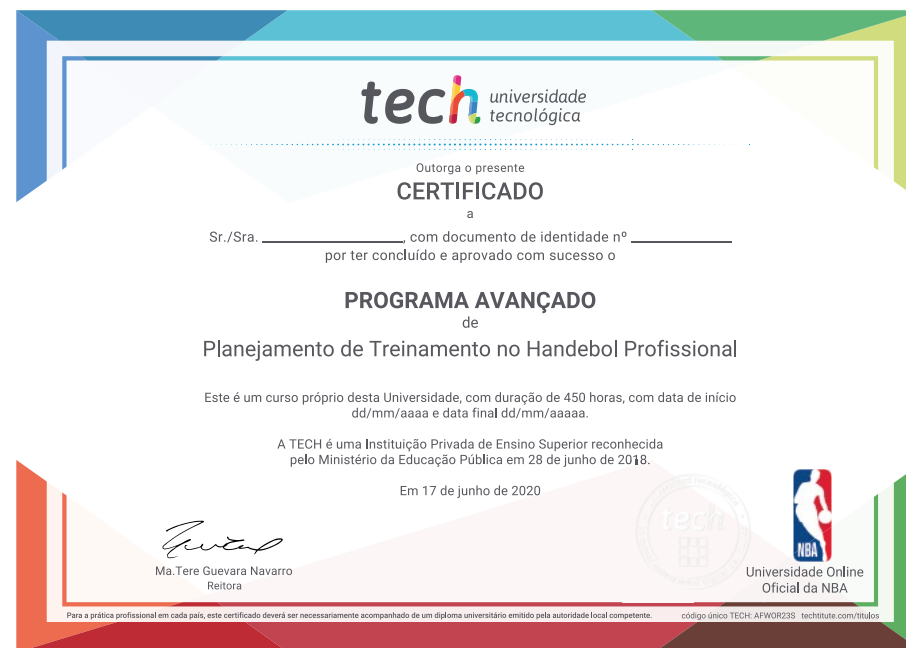 tech universidade
tecnológica
Outorga o presente
CERTIFICADO
a
Sr./Sra. ____________, com documento de identidade nº ____________
por ter concluído e aprovado com sucesso o
PROGRAMA AVANÇADO
de
Planejamento de Treinamento no Handebol Profissional
Este é um curso próprio desta Universidade, com duração de 450 horas, com data de início
dd/mm/aaaa e data final dd/mm/aaaaa.
A TECH é uma Instituição Privada de Ensino Superior reconhecida
pelo Ministério da Educação Pública em 28 de junho de 2018.
Em 17 de junho de 2020
tech
NBA
Ma.Tere Guevara Navarro
Reitora
Universidade Online
Oficial da NBA
Para a prática profissional em cada país, este certificado deverá ser necessariamente acompanhado de um diploma universitário emitido pela autoridade local competente.
código único TECH: AFWOR23S techtitute.com/titulos